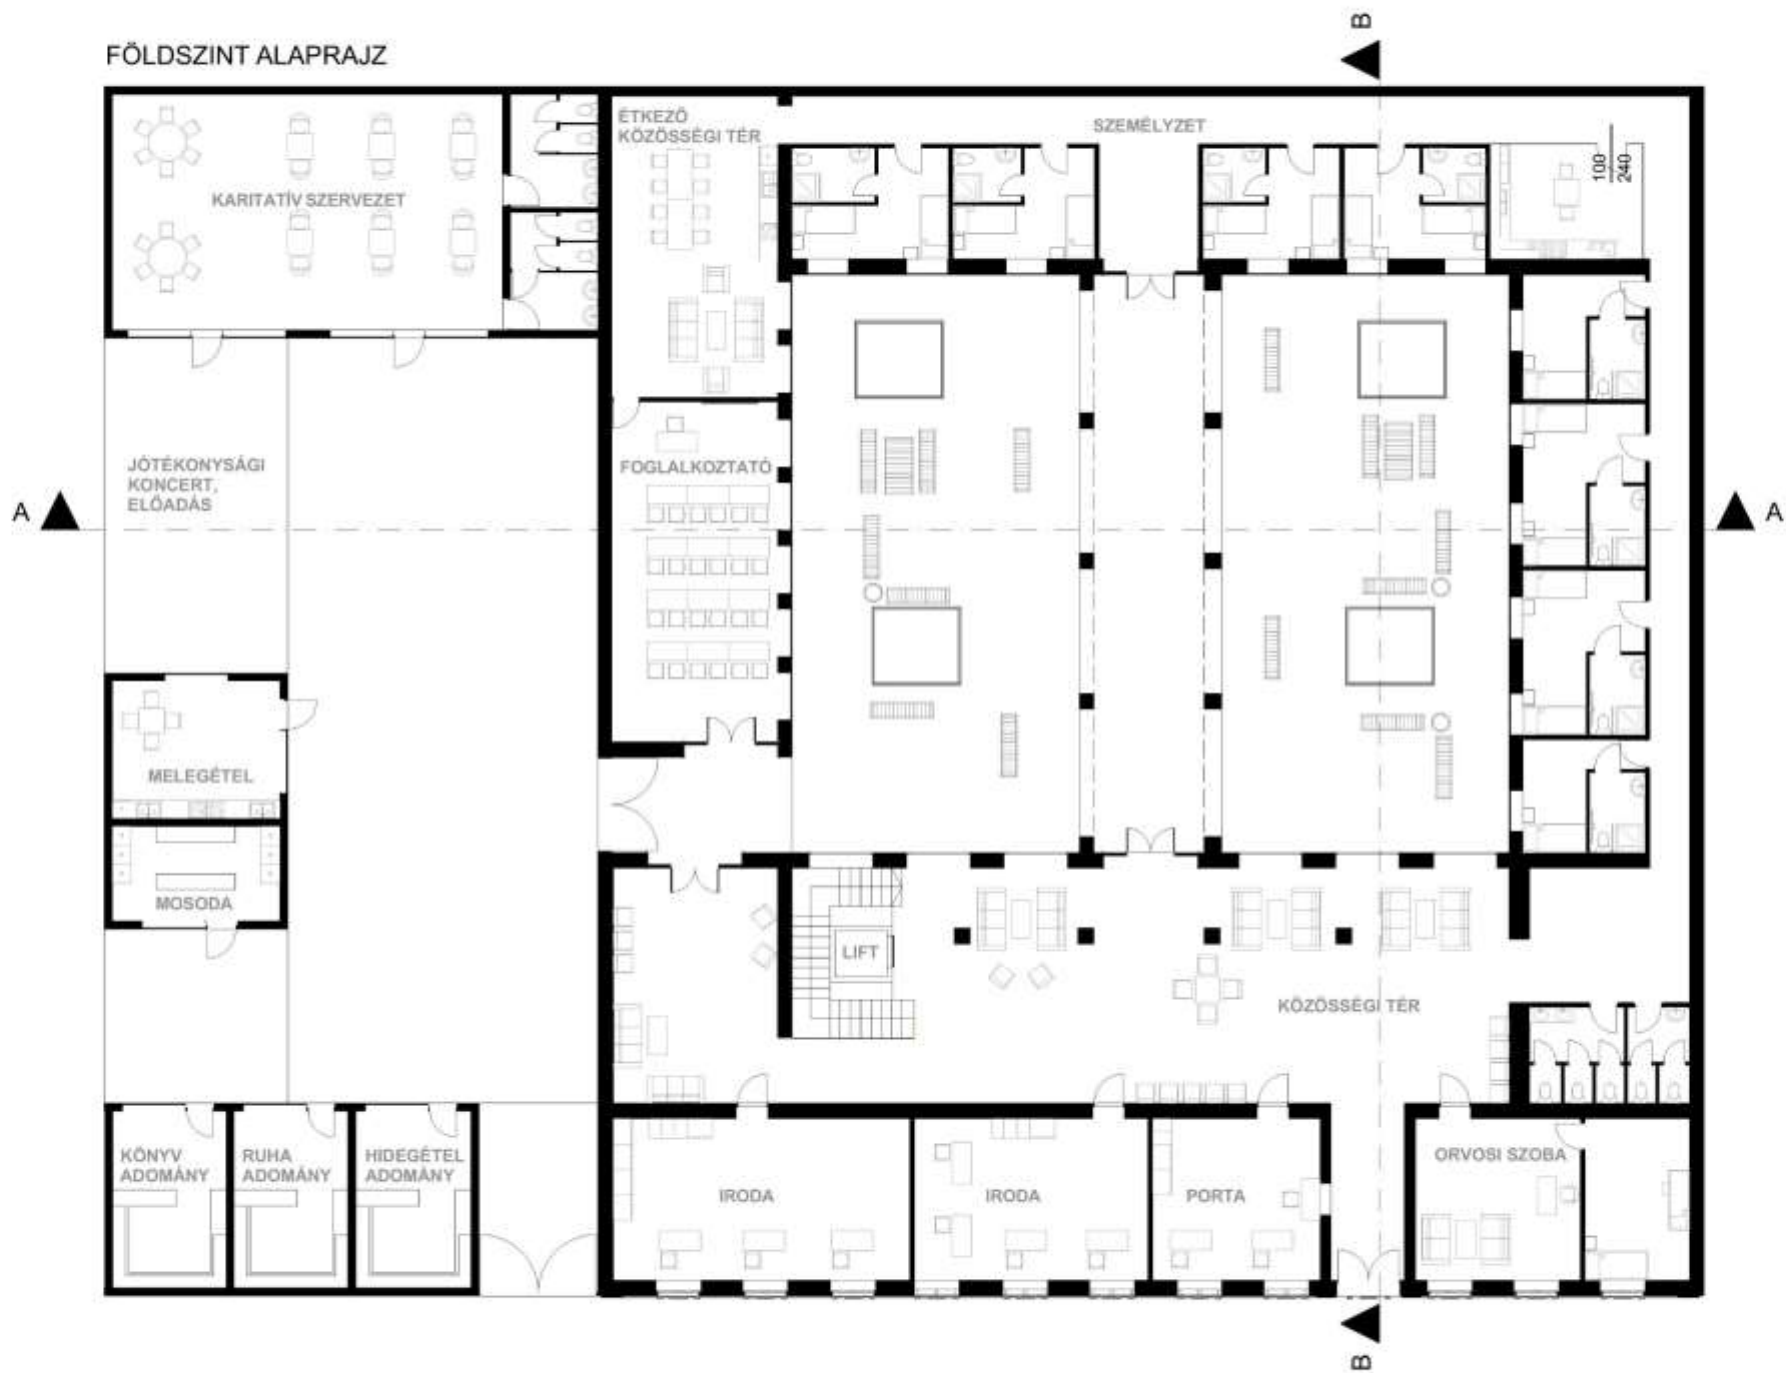 B
FÖLDSZINT ALAPRAJZ
ÉTKEZŐ
KÖZÖSSÉGI TÉR
SZEMÉLYZET
100
240
KARITATÍV SZERVEZET
JÓTÉKONYSÁGI
KONCERT,
ELŐADÁS
FOGLALKOZTATÓ
A
A
MELEGÉTEL
MOSODA
LIFT
KÖZÖSSÉGI TÉR
KÖNYV
ADOMÁNY
RUHA
ADOMÁNY
HIDEGÉTEL
ADOMÁNY
IRODA
IRODA
PORTA
ORVOSI SZOBA
B